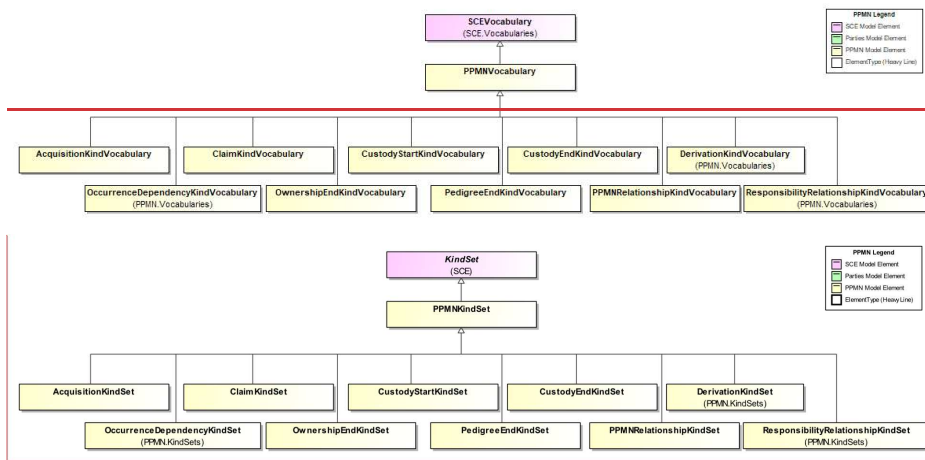 SCEVocabulary
(SCE.Vocabularies)
PPMNVocabulary
PPMN Legend
SCE Model Element
Parties Model Element
PPMN Model Element
ElementType (Heavy Line)
AcquisitionKindVocabulary
ClaimKindVocabulary
CustodyStartKindVocabulary
CustodyEndKindVocabulary
DerivationKindVocabulary
(PPMN.Vocabularies)
OccurrenceDependencyKindVocabulary
(PPMN.Vocabularies)
OwnershipEndKindVocabulary
PedigreeEndKindVocabulary
PPMNRelationshipKindVocabulary
ResponsibilityRelationshipKindVocabulary
(PPMN.Vocabularies)
KindSet
(SCE)
PPMNKindSet
PPMN Legend
SCE Model Element
Parties Model Element
PPMN Model Element
ElementType (Heavy Line)
AcquisitionKindSet
ClaimKindSet
CustodyStartKindSet
CustodyEndKindSet
DerivationKindSet
(PPMN.KindSets)
OccurrenceDependencyKindSet
(PPMN.KindSets)
OwnershipEndKindSet
PedigreeEndKindSet
PPMNRelationshipKindSet
ResponsibilityRelationshipKindSet
(PPMN.KindSets)